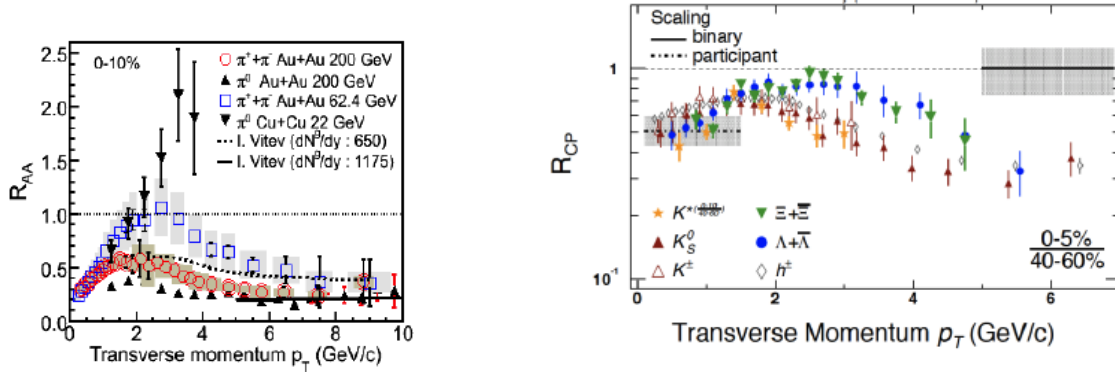 2.5
2.0
1.5
1.0
0.5
0.0
R_AA
0-10%
π⁺+π⁻ Au+Au 200 GeV
π⁰ Au+Au 200 GeV
π⁺+π⁻ Au+Au 62.4 GeV
π⁰ Cu+Cu 22 GeV
I. Vitev (dN^g/dy : 650)
I. Vitev (dN^g/dy : 1175)
0 2 4 6 8 10
Transverse momentum p_T (GeV/c)
Scaling
binary
participant
1
10⁻¹
R_CP
K*
Ξ+Ξ̅
K⁰_S
Λ+Λ̅
K^±
h^±
0-5%
40-60%
0 2 4 6
Transverse Momentum p_T (GeV/c)